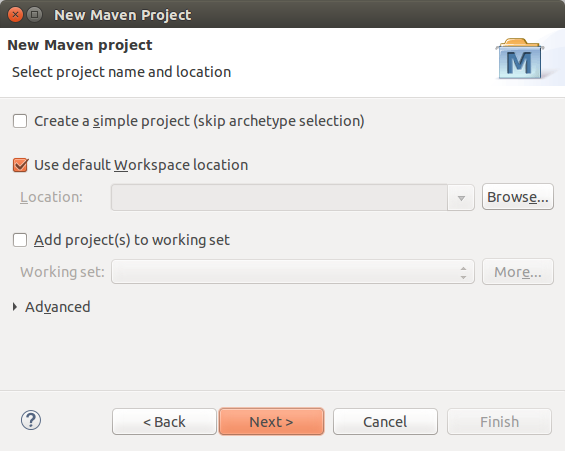 New Maven Project
New Maven project
Select project name and location
M
Create a simple project (skip archetype selection)
Use default Workspace location
Location:
Browse...
Add project(s) to working set
Working set:
More...
Advanced
?
< Back
Next >
Cancel
Finish